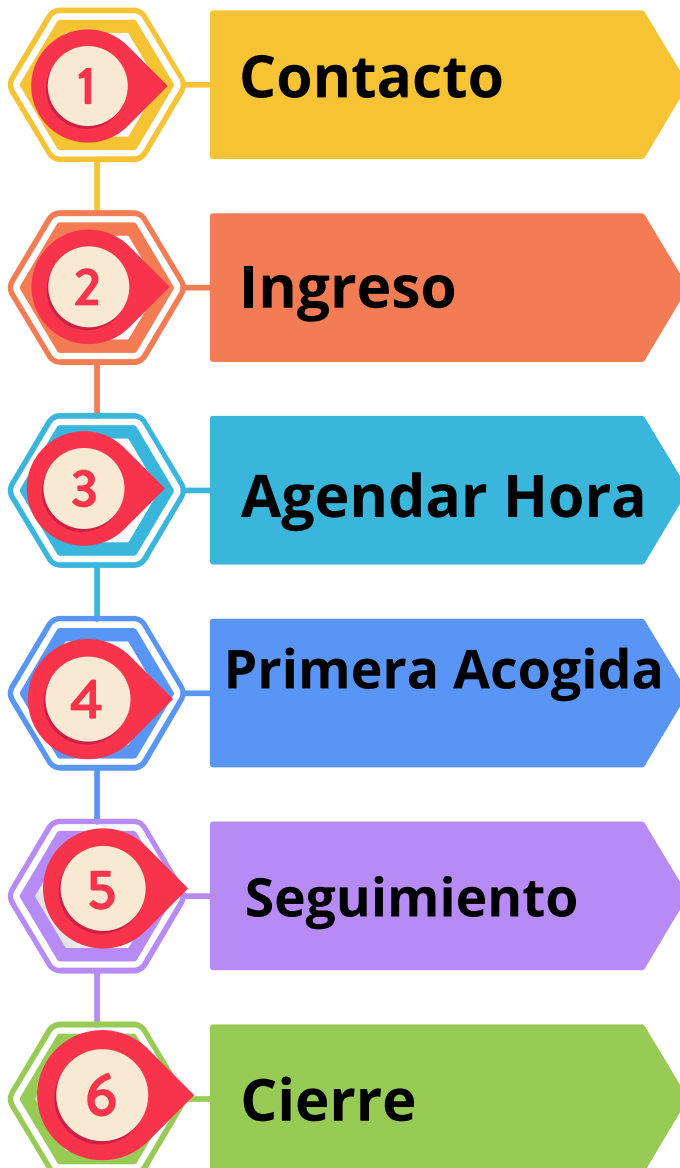 1
Contacto
2
Ingreso
3
Agendar Hora
4
Primera Acogida
5
Seguimiento
6
Cierre